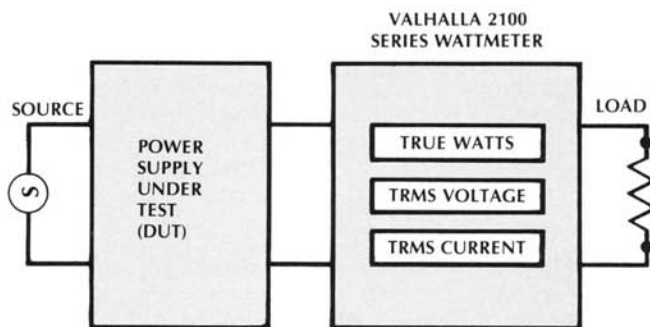 VALHALLA 2100
SERIES WATTMETER
SOURCE
LOAD
S
POWER
SUPPLY
UNDER
TEST
(DUT)
TRUE WATTS
TRMS VOLTAGE
TRMS CURRENT